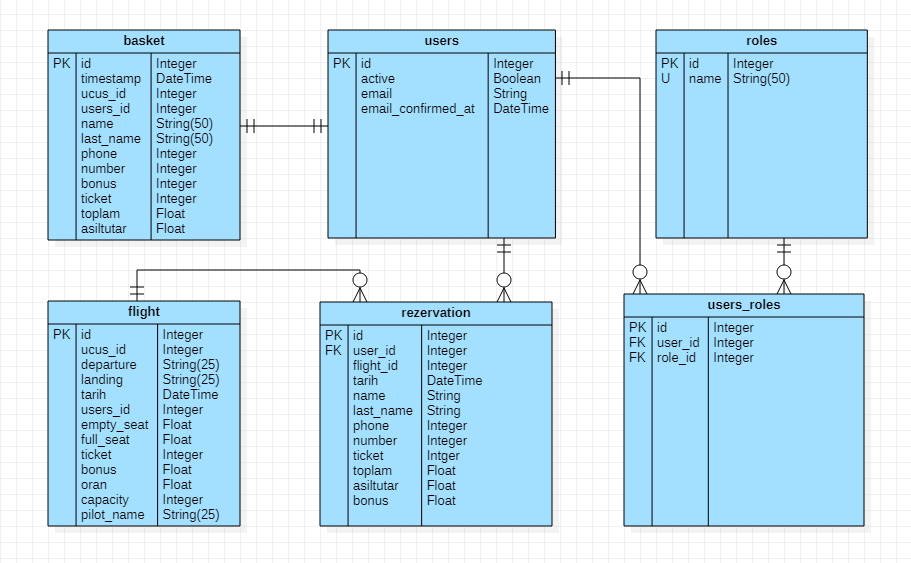 basket
PK id Integer
timestamp DateTime
ucus_id Integer
users_id Integer
name String(50)
last_name String(50)
phone Integer
number Integer
bonus Integer
ticket Integer
toplam Float
asiltutar Float
users
PK id Integer
active Boolean
email String
email_confirmed_at DateTime
roles
PK id Integer
U name String(50)
flight
PK id Integer
ucus_id Integer
departure String(25)
landing String(25)
tarih DateTime
users_id Integer
empty_seat Float
full_seat Float
ticket Integer
bonus Float
oran Float
capacity Integer
pilot_name String(25)
rezervation
PK id Integer
FK user_id Integer
flight_id Integer
tarih DateTime
name String
last_name String
phone Integer
number Integer
ticket Intger
toplam Float
asiltutar Float
bonus Float
users_roles
PK id Integer
FK user_id Integer
FK role_id Integer